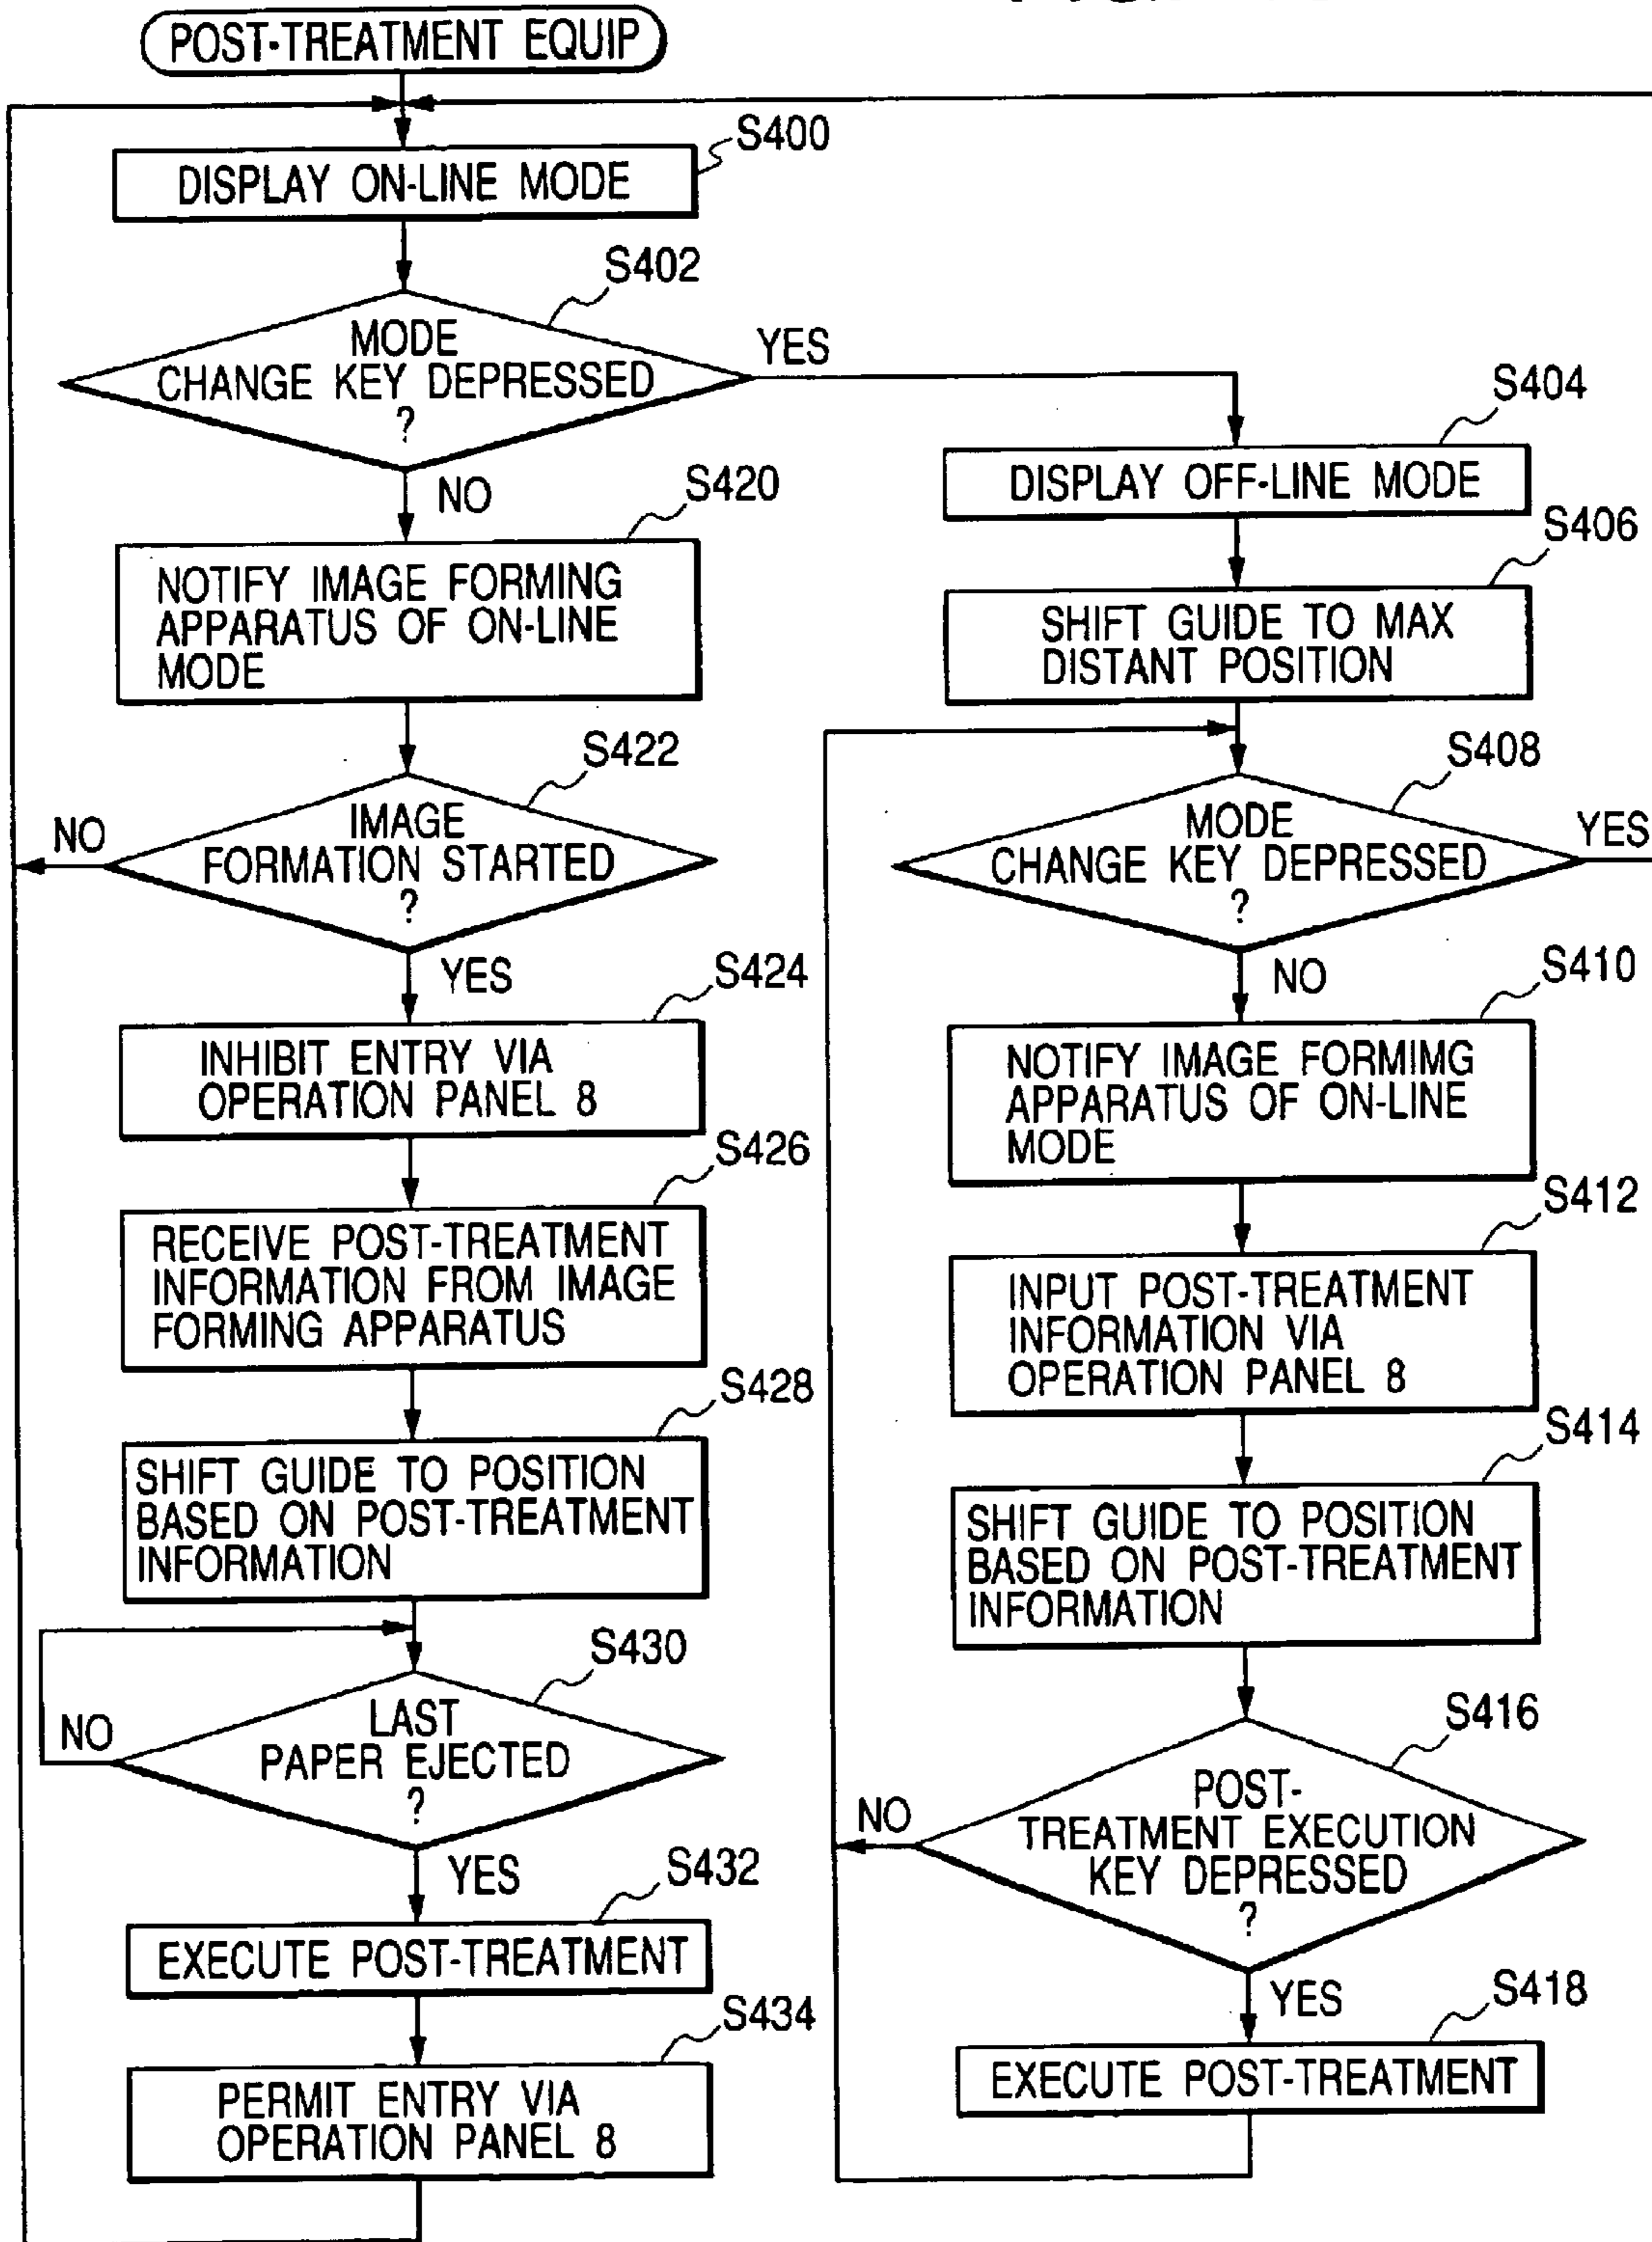 POST-TREATMENT EQUIP
S400
DISPLAY ON-LINE MODE
S402
MODE
CHANGE KEY DEPRESSED
?
YES
NO
S420
NOTIFY IMAGE FORMING
APPARATUS OF ON-LINE
MODE
S422
IMAGE
FORMATION STARTED
?
NO
YES
S424
INHIBIT ENTRY VIA
OPERATION PANEL 8
S426
RECEIVE POST-TREATMENT
INFORMATION FROM IMAGE
FORMING APPARATUS
S428
SHIFT GUIDE TO POSITION
BASED ON POST-TREATMENT
INFORMATION
S430
LAST
PAPER EJECTED
?
NO
YES
S432
EXECUTE POST-TREATMENT
S434
PERMIT ENTRY VIA
OPERATION PANEL 8
S404
DISPLAY OFF-LINE MODE
S406
SHIFT GUIDE TO MAX
DISTANT POSITION
S408
MODE
CHANGE KEY DEPRESSED
?
YES
NO
S410
NOTIFY IMAGE FORMIMG
APPARATUS OF ON-LINE
MODE
S412
INPUT POST-TREATMENT
INFORMATION VIA
OPERATION PANEL 8
S414
SHIFT GUIDE TO POSITION
BASED ON POST-TREATMENT
INFORMATION
S416
POST-
TREATMENT EXECUTION
KEY DEPRESSED
?
NO
YES
S418
EXECUTE POST-TREATMENT